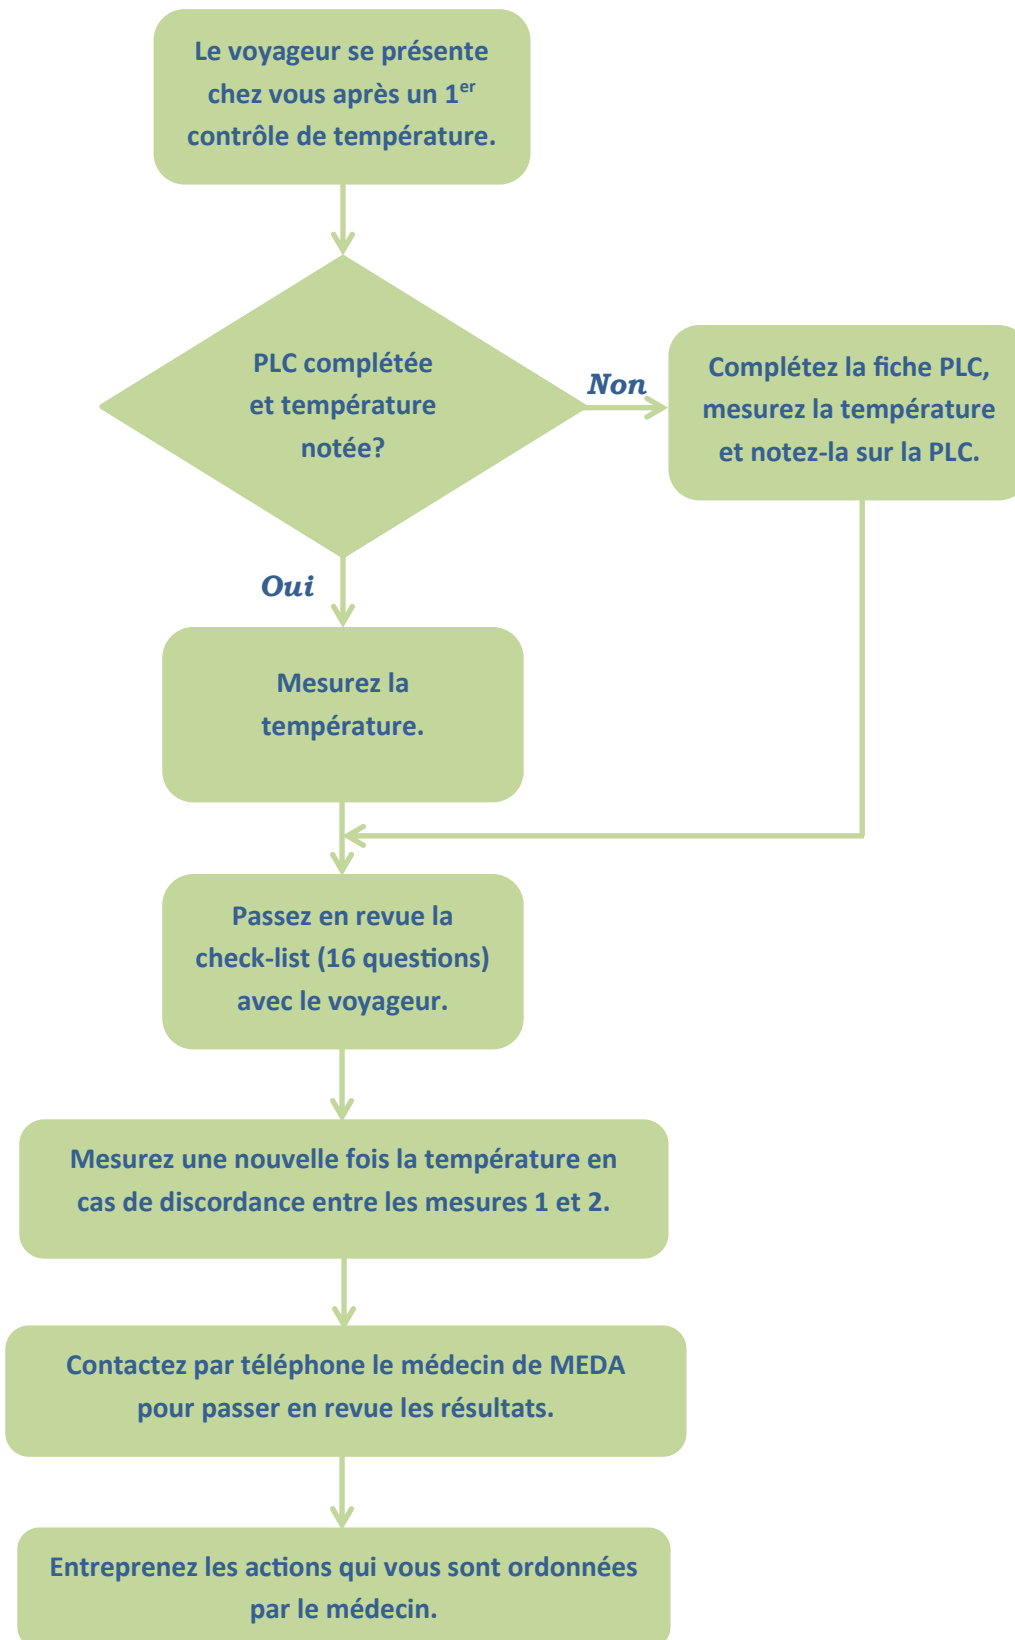 Le voyageur se présente
chez vous après un 1er
contrôle de température.
PLC complétée
et température
notée?
Non
Complétez la fiche PLC,
mesurez la température
et notez-la sur la PLC.
Oui
Mesurez la
température.
Passez en revue la
check-list (16 questions)
avec le voyageur.
Mesurez une nouvelle fois la température en
cas de discordance entre les mesures 1 et 2.
Contactez par téléphone le médecin de MEDA
pour passer en revue les résultats.
Entreprenez les actions qui vous sont ordonnées
par le médecin.